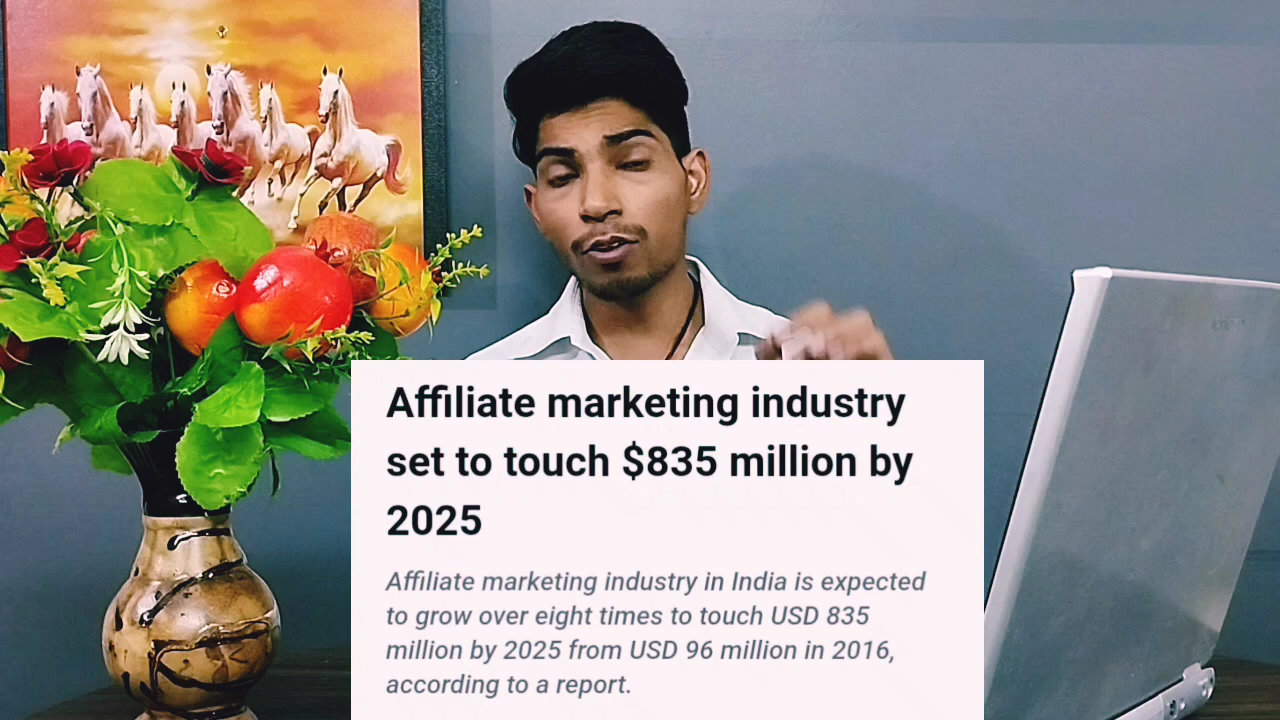 Affiliate marketing industry
set to touch $835 million by
2025
Affiliate marketing industry in India is expected
to grow over eight times to touch USD 835
million by 2025 from USD 96 million in 2016,
according to a report.